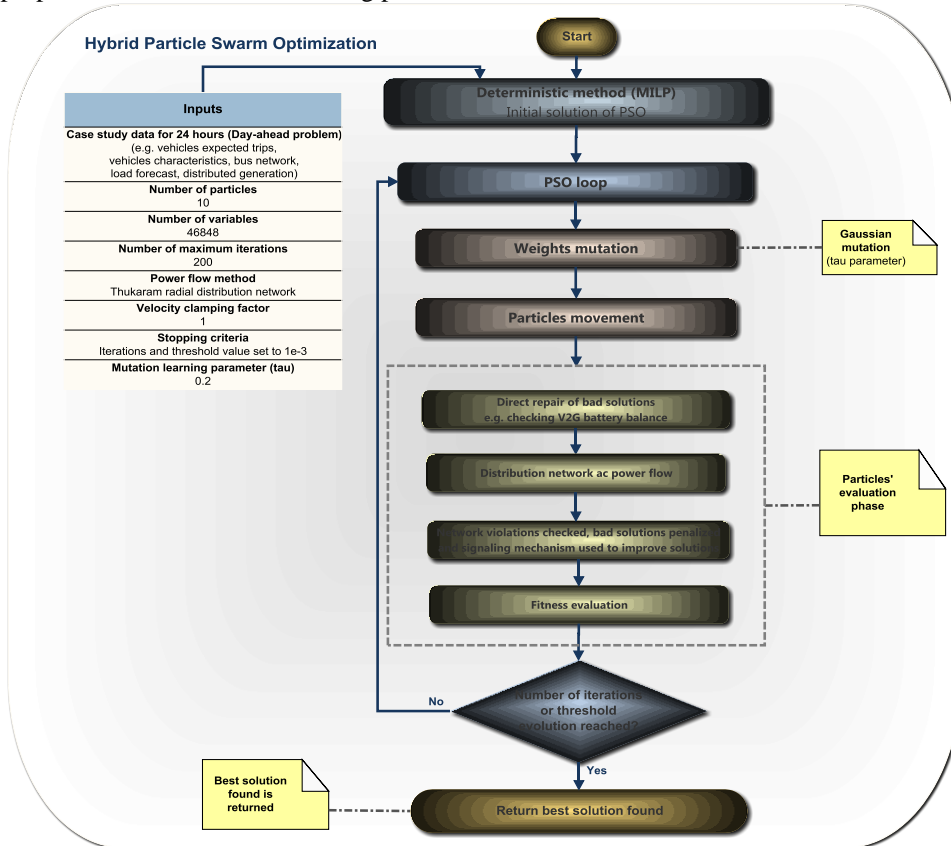 Hybrid Particle Swarm Optimization
Start
Deterministic method (MILP)
Initial solution of PSO
Inputs
Case study data for 24 hours (Day-ahead problem)
(e.g. vehicles expected trips,
vehicles characteristics, bus network,
load forecast, distributed generation)
Number of particles
10
Number of variables
46848
Number of maximum iterations
200
Power flow method
Thukaram radial distribution network
Velocity clamping factor
1
Stopping criteria
Iterations and threshold value set to 1e-3
Mutation learning parameter (tau)
0.2
PSO loop
Weights mutation
Gaussian
mutation
(tau parameter)
Particles movement
Direct repair of bad solutions
e.g. checking V2G battery balance
Distribution network ac power flow
violations checked, bad solutions
signaling mechanism used to improve
Fitness evaluation
Particles'
evaluation
phase
Number of iterations
or threshold
evolution reached?
No
Yes
Best solution
found is
returned
Return best solution found